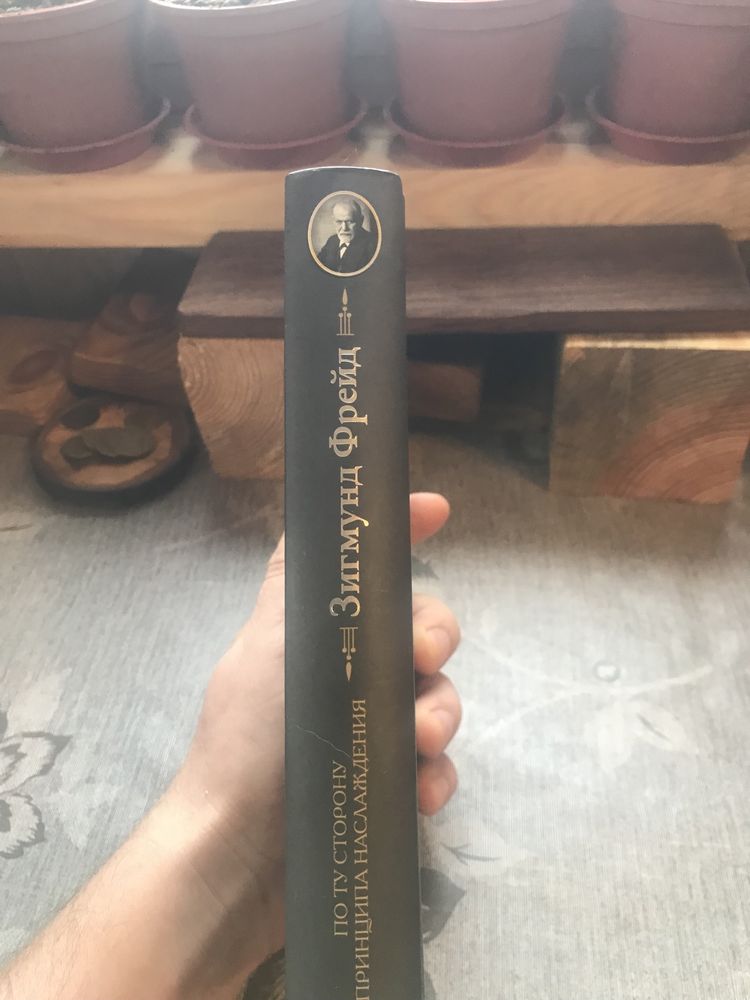 Зигмунд Фрейд
ПО ТУ СТОРОНУ
ПРИНЦИПА НАСЛАЖДЕНИЯ